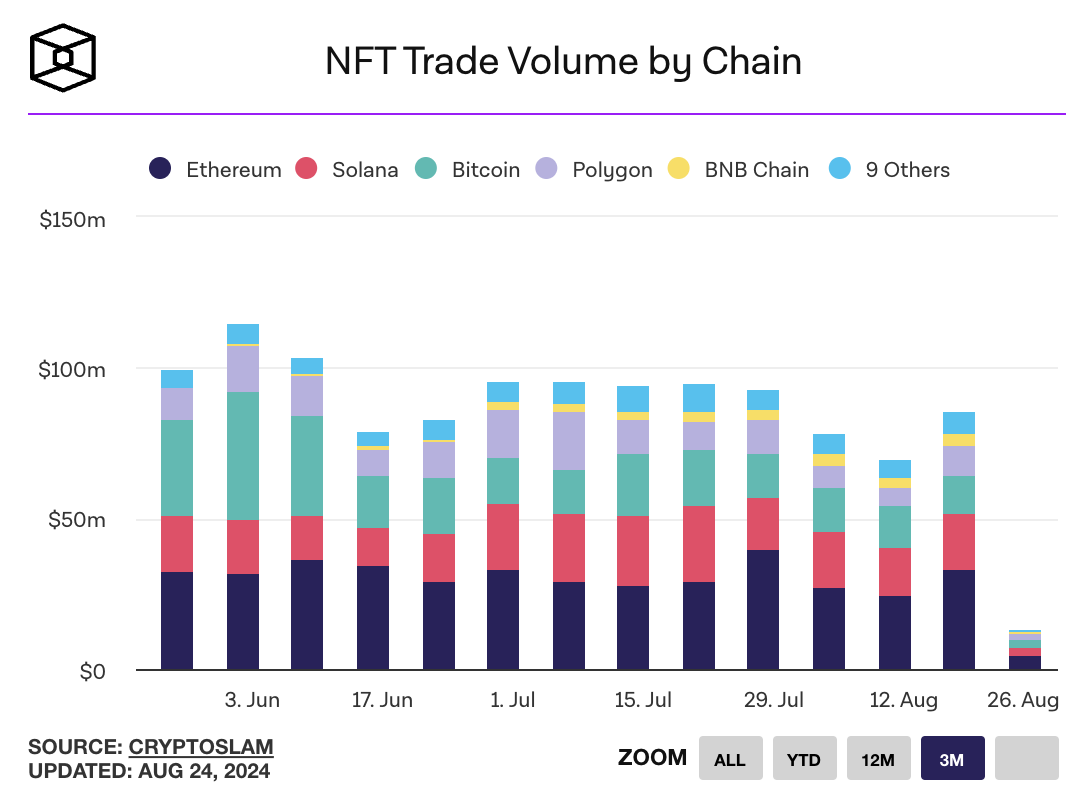 NFT Trade Volume by Chain
Ethereum Solana Bitcoin Polygon BNB Chain 9 Others
$150m
$100m
$50m
$0
3. Jun 17. Jun 1. Jul 15. Jul 29. Jul 12. Aug 26. Aug
SOURCE: CRYPTOSLAM
UPDATED: AUG 24, 2024
ZOOM ALL YTD 12M 3M